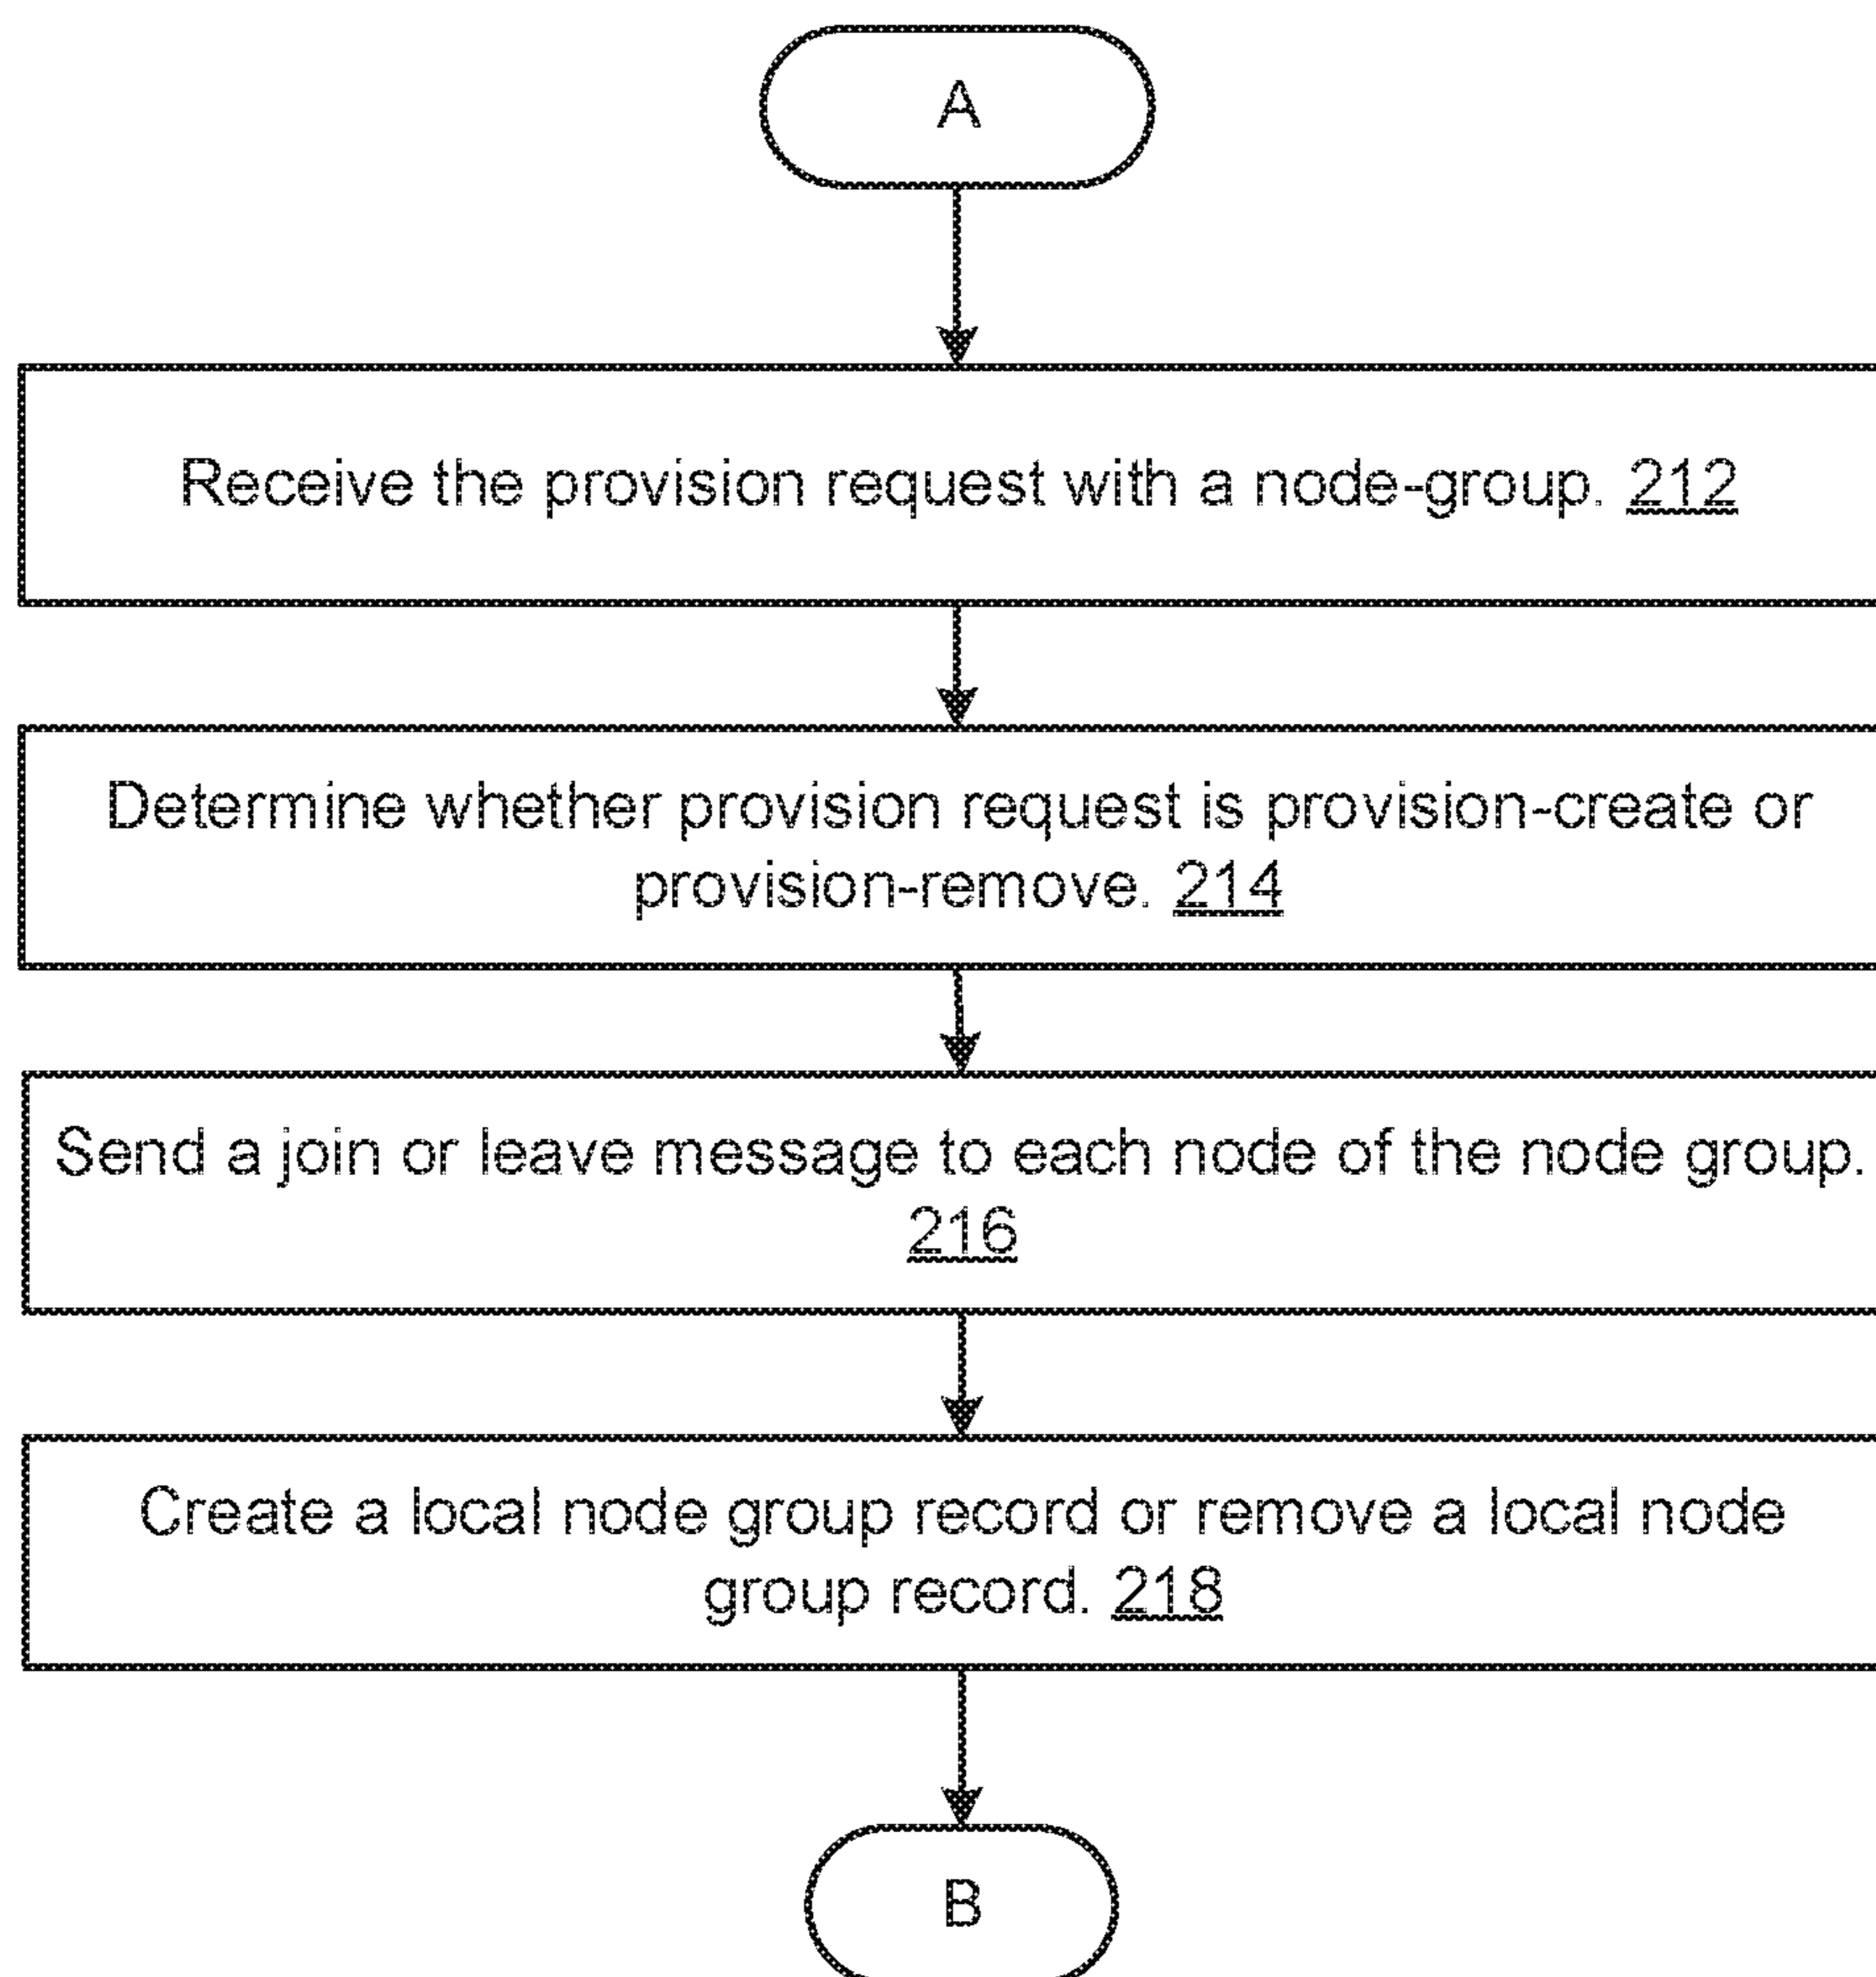 A
Receive the provision request with a node-group. 212
Determine whether provision request is provision-create or
provision-remove. 214
Send a join or leave message to each node of the node group.
216
Create a local node group record or remove a local node
group record. 218
B